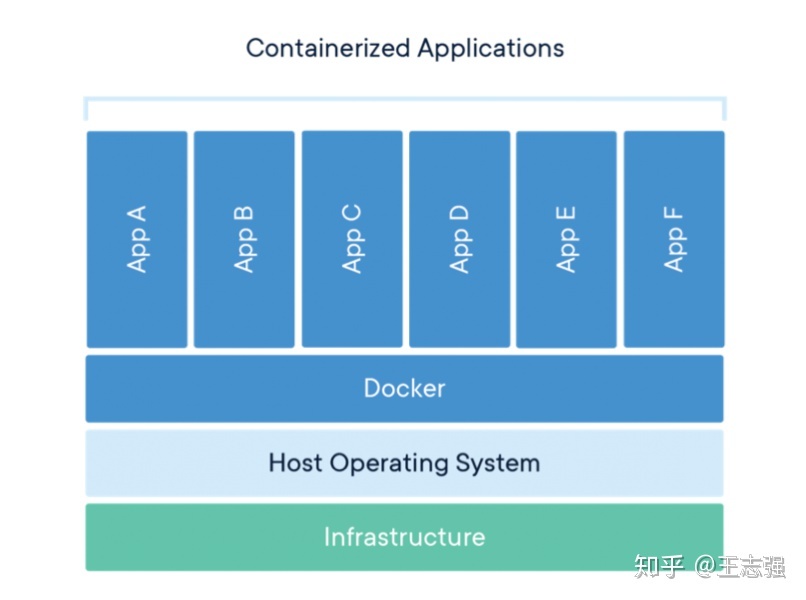 Containerized Applications
App A
App B
App C
App D
App E
App F
Docker
Host Operating System
Infrastructure
知乎 @王志强